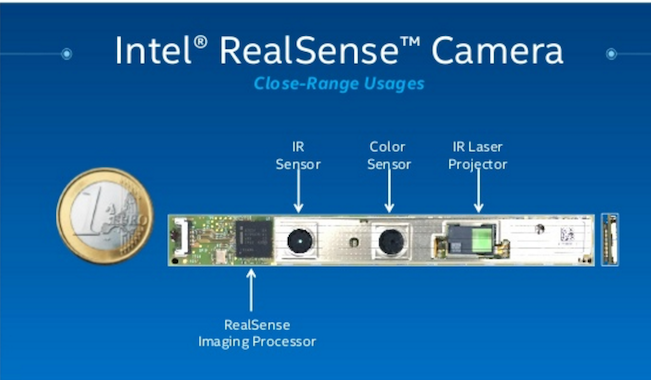 Intel® RealSense™ Camera
Close-Range Usages
IR
Sensor
Color
Sensor
IR Laser
Projector
1
EURO
RealSense
Imaging Processor